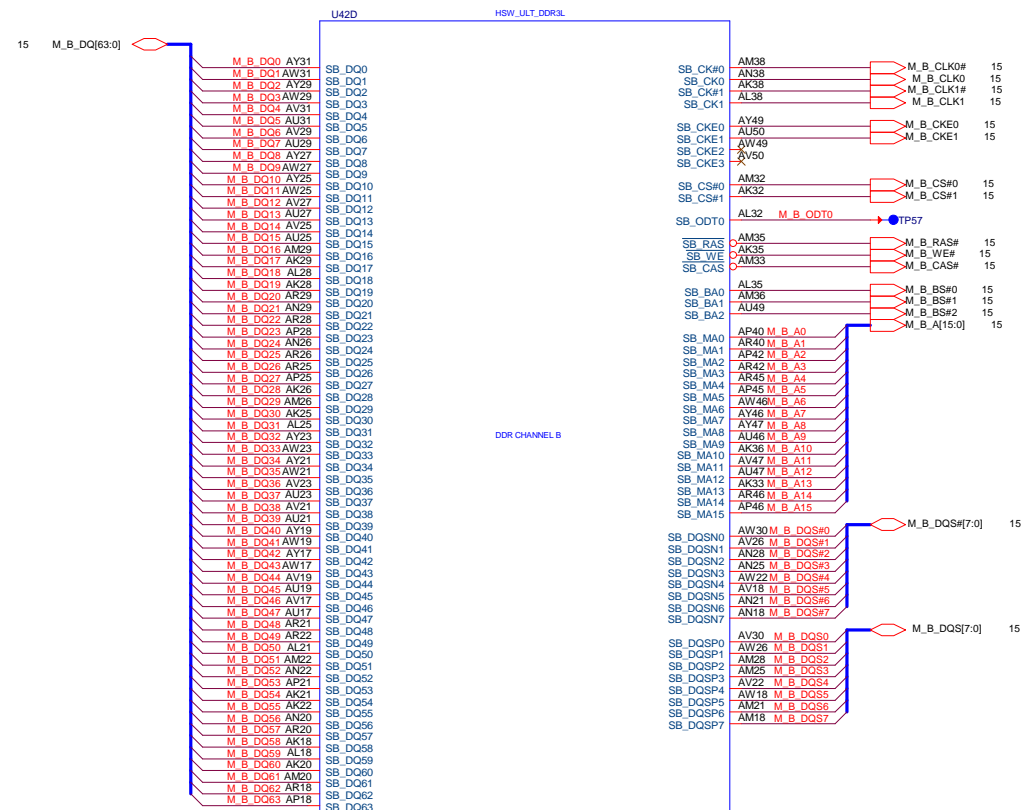 U42D
HSW_ULT_DDR3L
15 M_B_DQ[63:0]
M_B_DQ0 AY31 SB_DQ0
M_B_DQ1 AW31 SB_DQ1
M_B_DQ2 AY29 SB_DQ2
M_B_DQ3 AW29 SB_DQ3
M_B_DQ4 AV31 SB_DQ4
M_B_DQ5 AU31 SB_DQ5
M_B_DQ6 AV29 SB_DQ6
M_B_DQ7 AU29 SB_DQ7
M_B_DQ8 AY27 SB_DQ8
M_B_DQ9 AW27 SB_DQ9
M_B_DQ10 AY25 SB_DQ10
M_B_DQ11 AW25 SB_DQ11
M_B_DQ12 AV27 SB_DQ12
M_B_DQ13 AU27 SB_DQ13
M_B_DQ14 AV25 SB_DQ14
M_B_DQ15 AU25 SB_DQ15
M_B_DQ16 AM29 SB_DQ16
M_B_DQ17 AK29 SB_DQ17
M_B_DQ18 AL28 SB_DQ18
M_B_DQ19 AK28 SB_DQ19
M_B_DQ20 AR29 SB_DQ20
M_B_DQ21 AN29 SB_DQ21
M_B_DQ22 AR28 SB_DQ22
M_B_DQ23 AP28 SB_DQ23
M_B_DQ24 AN26 SB_DQ24
M_B_DQ25 AR26 SB_DQ25
M_B_DQ26 AR25 SB_DQ26
M_B_DQ27 AP25 SB_DQ27
M_B_DQ28 AK26 SB_DQ28
M_B_DQ29 AM26 SB_DQ29
M_B_DQ30 AK25 SB_DQ30
M_B_DQ31 AL25 SB_DQ31
M_B_DQ32 AY23 SB_DQ32
M_B_DQ33 AW23 SB_DQ33
M_B_DQ34 AY21 SB_DQ34
M_B_DQ35 AW21 SB_DQ35
M_B_DQ36 AV23 SB_DQ36
M_B_DQ37 AU23 SB_DQ37
M_B_DQ38 AV21 SB_DQ38
M_B_DQ39 AU21 SB_DQ39
M_B_DQ40 AY19 SB_DQ40
M_B_DQ41 AW19 SB_DQ41
M_B_DQ42 AY17 SB_DQ42
M_B_DQ43 AW17 SB_DQ43
M_B_DQ44 AV19 SB_DQ44
M_B_DQ45 AU19 SB_DQ45
M_B_DQ46 AV17 SB_DQ46
M_B_DQ47 AU17 SB_DQ47
M_B_DQ48 AR21 SB_DQ48
M_B_DQ49 AR22 SB_DQ49
M_B_DQ50 AL21 SB_DQ50
M_B_DQ51 AM22 SB_DQ51
M_B_DQ52 AN22 SB_DQ52
M_B_DQ53 AP21 SB_DQ53
M_B_DQ54 AK21 SB_DQ54
M_B_DQ55 AK22 SB_DQ55
M_B_DQ56 AN20 SB_DQ56
M_B_DQ57 AR20 SB_DQ57
M_B_DQ58 AK18 SB_DQ58
M_B_DQ59 AL18 SB_DQ59
M_B_DQ60 AK20 SB_DQ60
M_B_DQ61 AM20 SB_DQ61
M_B_DQ62 AR18 SB_DQ62
M_B_DQ63 AP18 SB_DQ63
DDR CHANNEL B
SB_CK#0 AM38 M_B_CLK0# 15
SB_CK0 AN38 M_B_CLK0 15
SB_CK#1 AK38 M_B_CLK1# 15
SB_CK1 AL38 M_B_CLK1 15
SB_CKE0 AY49 M_B_CKE0 15
SB_CKE1 AU50 M_B_CKE1 15
SB_CKE2 AW49
SB_CKE3 AV50
SB_CS#0 AM32 M_B_CS#0 15
SB_CS#1 AK32 M_B_CS#1 15
SB_ODT0 AL32 M_B_ODT0 TP57
SB_RAS AM35 M_B_RAS# 15
SB_WE AK35 M_B_WE# 15
SB_CAS AM33 M_B_CAS# 15
SB_BA0 AL35 M_B_BS#0 15
SB_BA1 AM36 M_B_BS#1 15
SB_BA2 AU49 M_B_BS#2 15
M_B_A[15:0] 15
SB_MA0 AP40 M_B_A0
SB_MA1 AR40 M_B_A1
SB_MA2 AP42 M_B_A2
SB_MA3 AR42 M_B_A3
SB_MA4 AR45 M_B_A4
SB_MA5 AP45 M_B_A5
SB_MA6 AW46 M_B_A6
SB_MA7 AY46 M_B_A7
SB_MA8 AY47 M_B_A8
SB_MA9 AU46 M_B_A9
SB_MA10 AK36 M_B_A10
SB_MA11 AV47 M_B_A11
SB_MA12 AU47 M_B_A12
SB_MA13 AK33 M_B_A13
SB_MA14 AR46 M_B_A14
SB_MA15 AP46 M_B_A15
M_B_DQS#[7:0] 15
SB_DQSN0 AW30 M_B_DQS#0
SB_DQSN1 AV26 M_B_DQS#1
SB_DQSN2 AN28 M_B_DQS#2
SB_DQSN3 AN25 M_B_DQS#3
SB_DQSN4 AW22 M_B_DQS#4
SB_DQSN5 AV18 M_B_DQS#5
SB_DQSN6 AN21 M_B_DQS#6
SB_DQSN7 AN18 M_B_DQS#7
M_B_DQS[7:0] 15
SB_DQSP0 AV30 M_B_DQS0
SB_DQSP1 AW26 M_B_DQS1
SB_DQSP2 AM28 M_B_DQS2
SB_DQSP3 AM25 M_B_DQS3
SB_DQSP4 AV22 M_B_DQS4
SB_DQSP5 AW18 M_B_DQS5
SB_DQSP6 AM21 M_B_DQS6
SB_DQSP7 AM18 M_B_DQS7